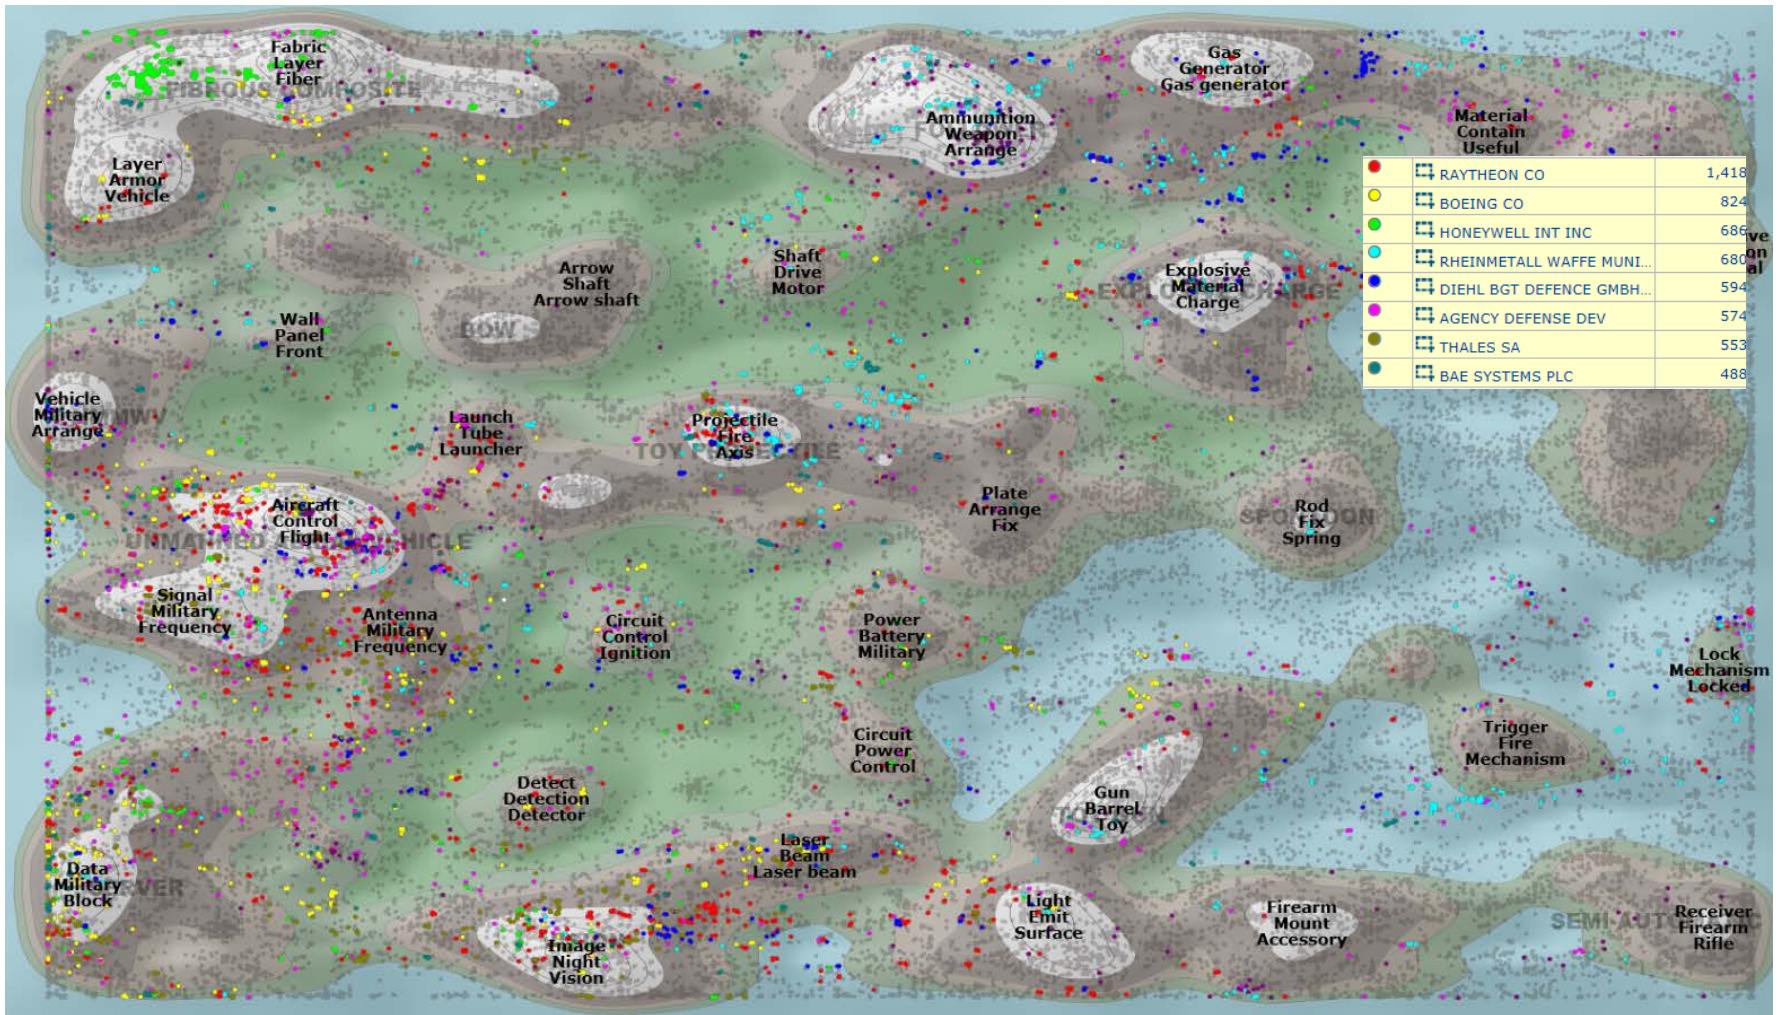 Fabric
Layer
Fiber
FIBROUS COMPOSITE
Layer
Armor
Vehicle
Ammunition
Weapon
Arrange
Gas
Generator
Gas generator
Material
Contain
Useful
RAYTHEON CO 1,418
BOEING CO 824
HONEYWELL INT INC 686
RHEINMETALL WAFFE MUNI... 680
DIEHL BGT DEFENCE GMBH... 594
AGENCY DEFENSE DEV 574
THALES SA 553
BAE SYSTEMS PLC 488
ve
on
al
Arrow
Shaft
Arrow shaft
BOW
Shaft
Drive
Motor
Explosive
Material
Charge
Wall
Panel
Front
Vehicle
Military
Arrange
Launch
Tube
Launcher
Projectile
Fire
Axis
TOY PROJECTILE
Aircraft
Control
Flight
UNMANNED AERIAL VEHICLE
Plate
Arrange
Fix
Rod
Fix
Spring
Signal
Military
Frequency
Antenna
Military
Frequency
Circuit
Control
Ignition
Power
Battery
Military
Lock
Mechanism
Locked
Circuit
Power
Control
Trigger
Fire
Mechanism
Detect
Detection
Detector
Gun
Barrel
Toy
Laser
Beam
Laser beam
Data
Military
Block
Image
Night
Vision
Light
Emit
Surface
Firearm
Mount
Accessory
Receiver
Firearm
Rifle